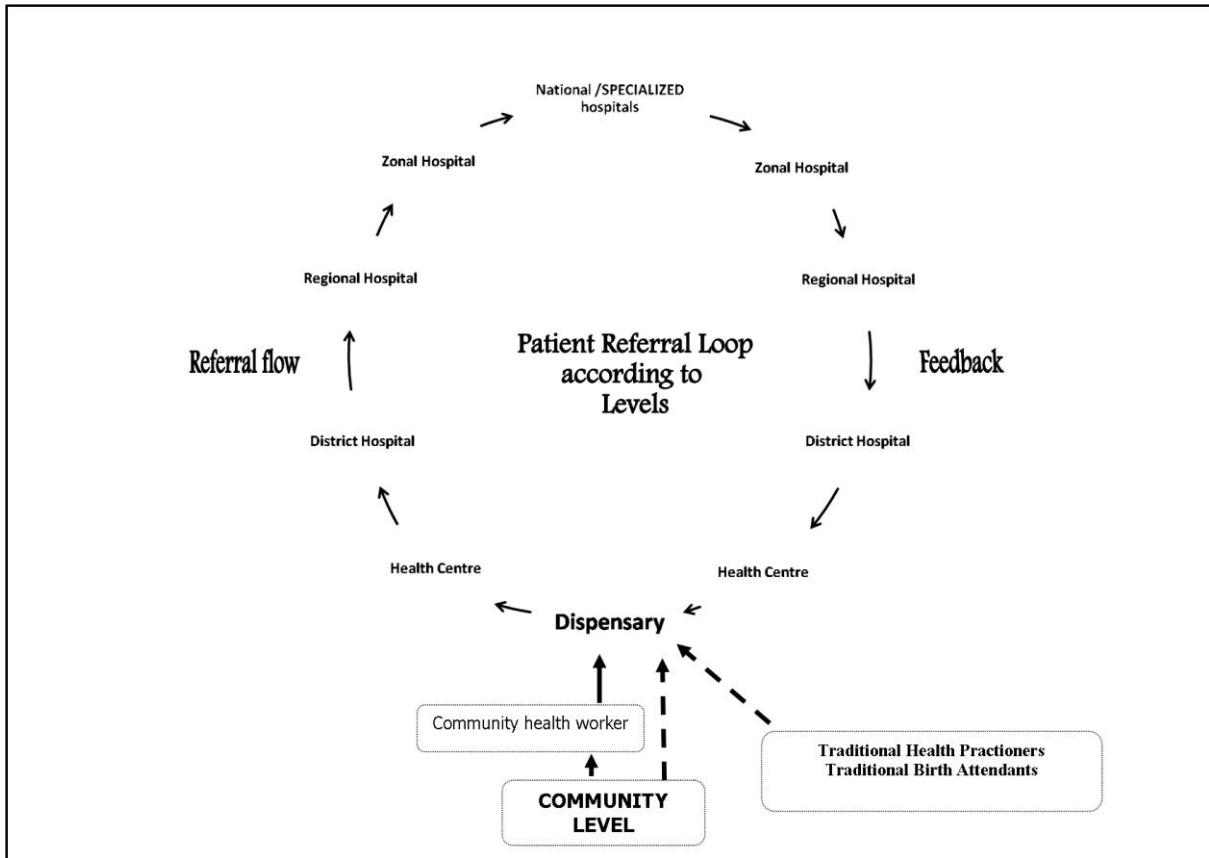 National /SPECIALIZED
hospitals
Zonal Hospital
Zonal Hospital
Regional Hospital
Regional Hospital
Referral flow
Patient Referral Loop
according to
Levels
Feedback
District Hospital
District Hospital
Health Centre
Health Centre
Dispensary
Community health worker
Traditional Health Practioners
Traditional Birth Attendants
COMMUNITY
LEVEL